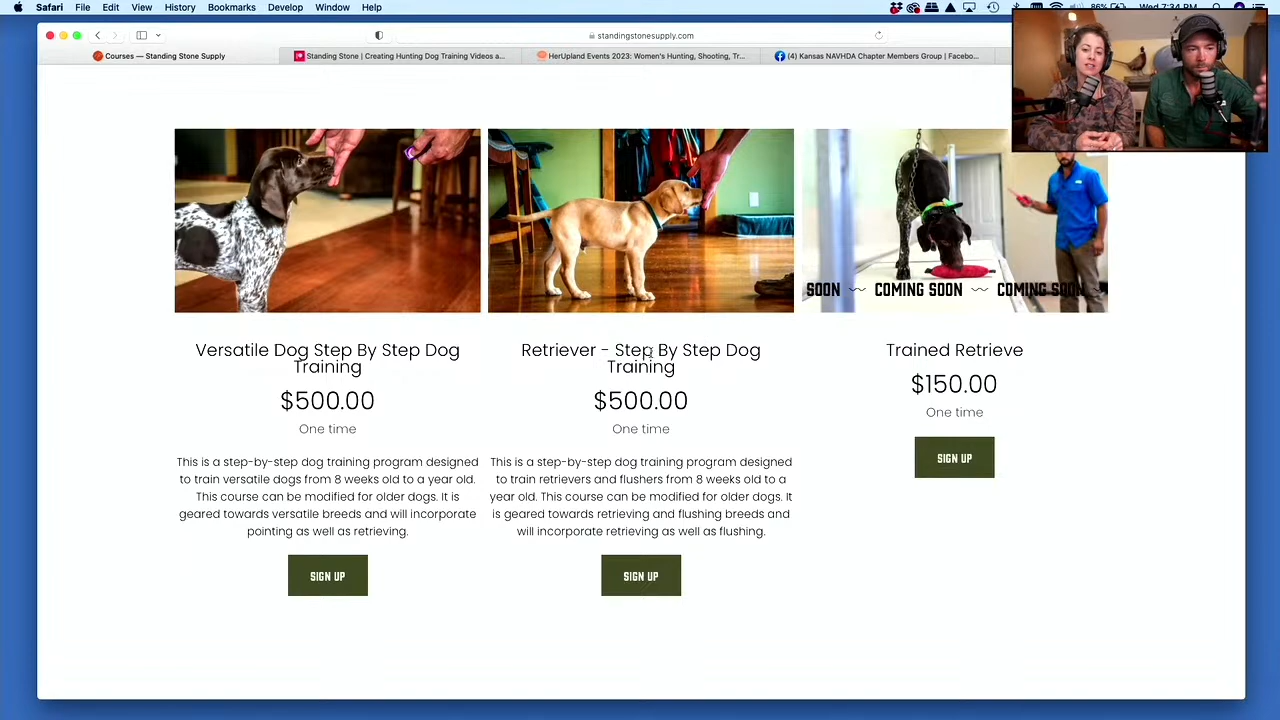 Safari File Edit View History Bookmarks Develop Window Help 86% Wed 7:34 PM
standingstonesupply.com
Courses — Standing Stone Supply
Standing Stone | Creating Hunting Dog Training Videos a...
HerUpland Events 2023: Women's Hunting, Shooting, Tr...
(4) Kansas NAVHDA Chapter Members Group | Facebo...
SOON COMING SOON COMING SOON
Versatile Dog Step By Step Dog
Training
$500.00
One time
This is a step-by-step dog training program designed
to train versatile dogs from 8 weeks old to a year old.
This course can be modified for older dogs. It is
geared towards versatile breeds and will incorporate
pointing as well as retrieving.
SIGN UP
Retriever - Step By Step Dog
Training
$500.00
One time
This is a step-by-step dog training program designed
to train retrievers and flushers from 8 weeks old to a
year old. This course can be modified for older dogs. It
is geared towards retrieving and flushing breeds and
will incorporate retrieving as well as flushing.
SIGN UP
Trained Retrieve
$150.00
One time
SIGN UP